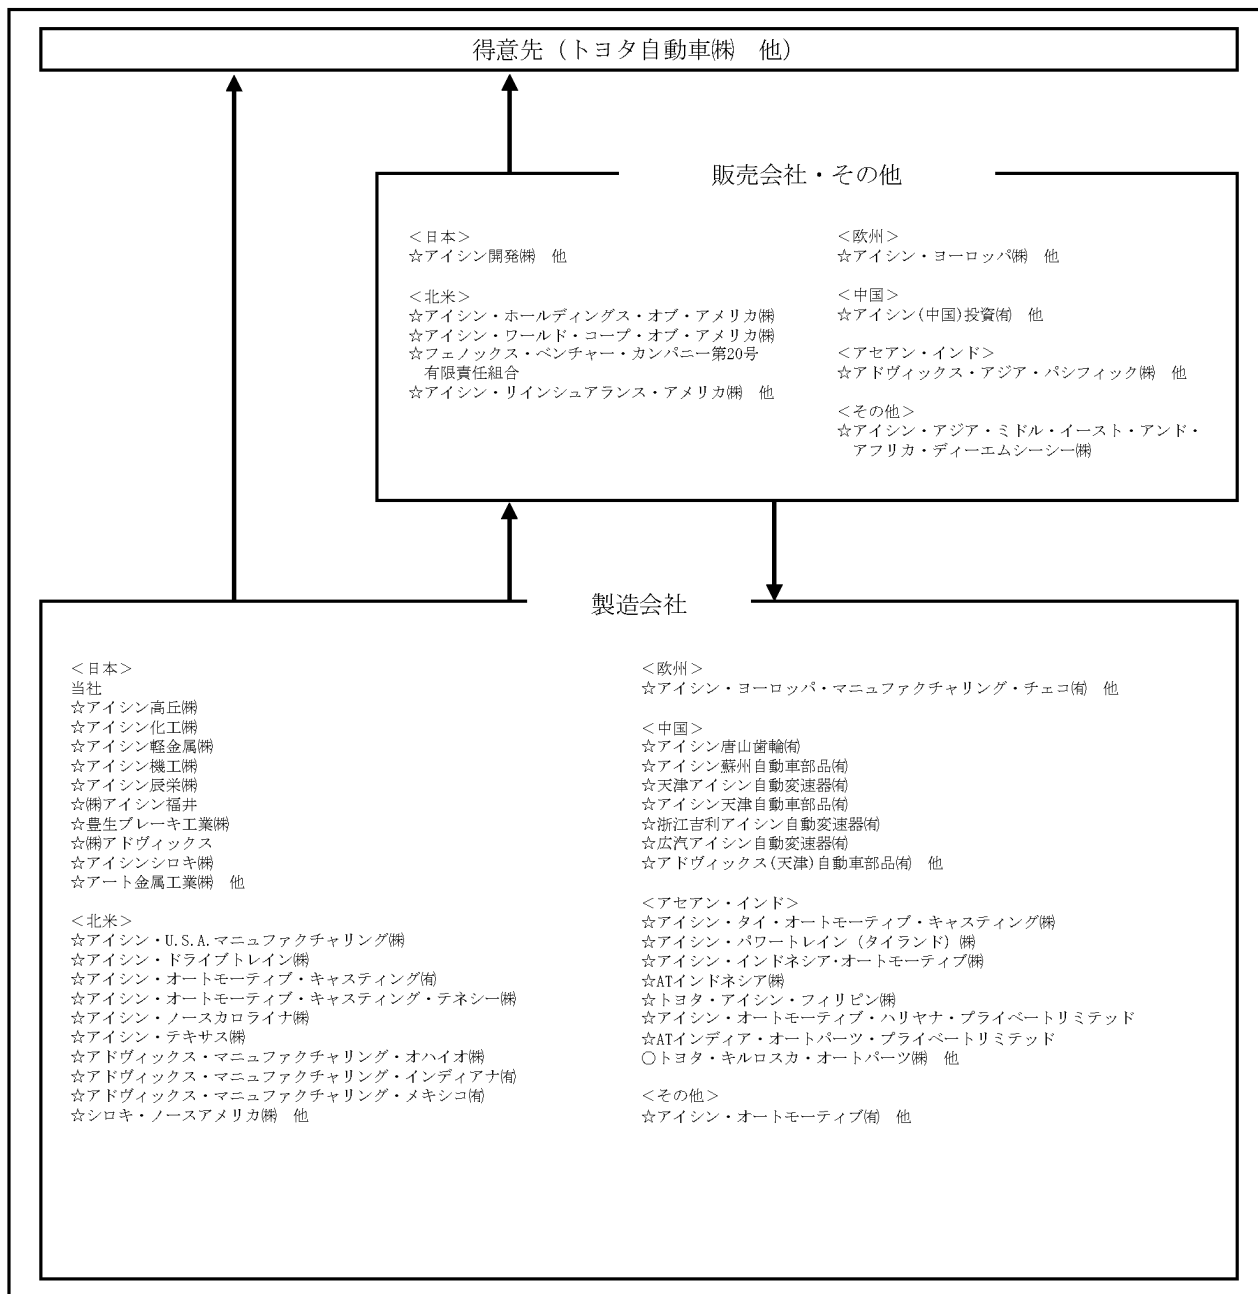 得意先（トヨタ自動車㈱　他）
販売会社・その他
＜日本＞
☆アイシン開発㈱　他
＜北米＞
☆アイシン・ホールディングス・オブ・アメリカ㈱
☆アイシン・ワールド・コープ・オブ・アメリカ㈱
☆フェノックス・ベンチャー・カンパニー第20号
有限責任組合
☆アイシン・リインシュアランス・アメリカ㈱　他
＜欧州＞
☆アイシン・ヨーロッパ㈱　他
＜中国＞
☆アイシン(中国)投資㈲　他
＜アセアン・インド＞
☆アドヴィックス・アジア・パシフィック㈱　他
＜その他＞
☆アイシン・アジア・ミドル・イースト・アンド・
アフリカ・ディーエムシーシー㈱
製造会社
＜日本＞
当社
☆アイシン高丘㈱
☆アイシン化工㈱
☆アイシン軽金属㈱
☆アイシン機工㈱
☆アイシン辰栄㈱
☆㈱アイシン福井
☆豊生ブレーキ工業㈱
☆㈱アドヴィックス
☆アイシンシロキ㈱
☆アート金属工業㈱　他
＜北米＞
☆アイシン・U.S.A.マニュファクチャリング㈱
☆アイシン・ドライブトレイン㈱
☆アイシン・オートモーティブ・キャスティング㈲
☆アイシン・オートモーティブ・キャスティング・テネシー㈱
☆アイシン・ノースカロライナ㈱
☆アイシン・テキサス㈱
☆アドヴィックス・マニュファクチャリング・オハイオ㈱
☆アドヴィックス・マニュファクチャリング・インディアナ㈲
☆アドヴィックス・マニュファクチャリング・メキシコ㈲
☆シロキ・ノースアメリカ㈱　他
＜欧州＞
☆アイシン・ヨーロッパ・マニュファクチャリング・チェコ㈲　他
＜中国＞
☆アイシン唐山歯輪㈲
☆アイシン蘇州自動車部品㈲
☆天津アイシン自動変速器㈲
☆アイシン天津自動車部品㈲
☆浙江吉利アイシン自動変速器㈲
☆広汽アイシン自動変速器㈲
☆アドヴィックス(天津)自動車部品㈲　他
＜アセアン・インド＞
☆アイシン・タイ・オートモーティブ・キャスティング㈱
☆アイシン・パワートレイン（タイランド）㈱
☆アイシン・インドネシア・オートモーティブ㈱
☆ATインドネシア㈱
☆トヨタ・アイシン・フィリピン㈱
☆アイシン・オートモーティブ・ハリヤナ・プライベートリミテッド
☆ATインディア・オートパーツ・プライベートリミテッド
○トヨタ・キルロスカ・オートパーツ㈱　他
＜その他＞
☆アイシン・オートモーティブ㈲　他